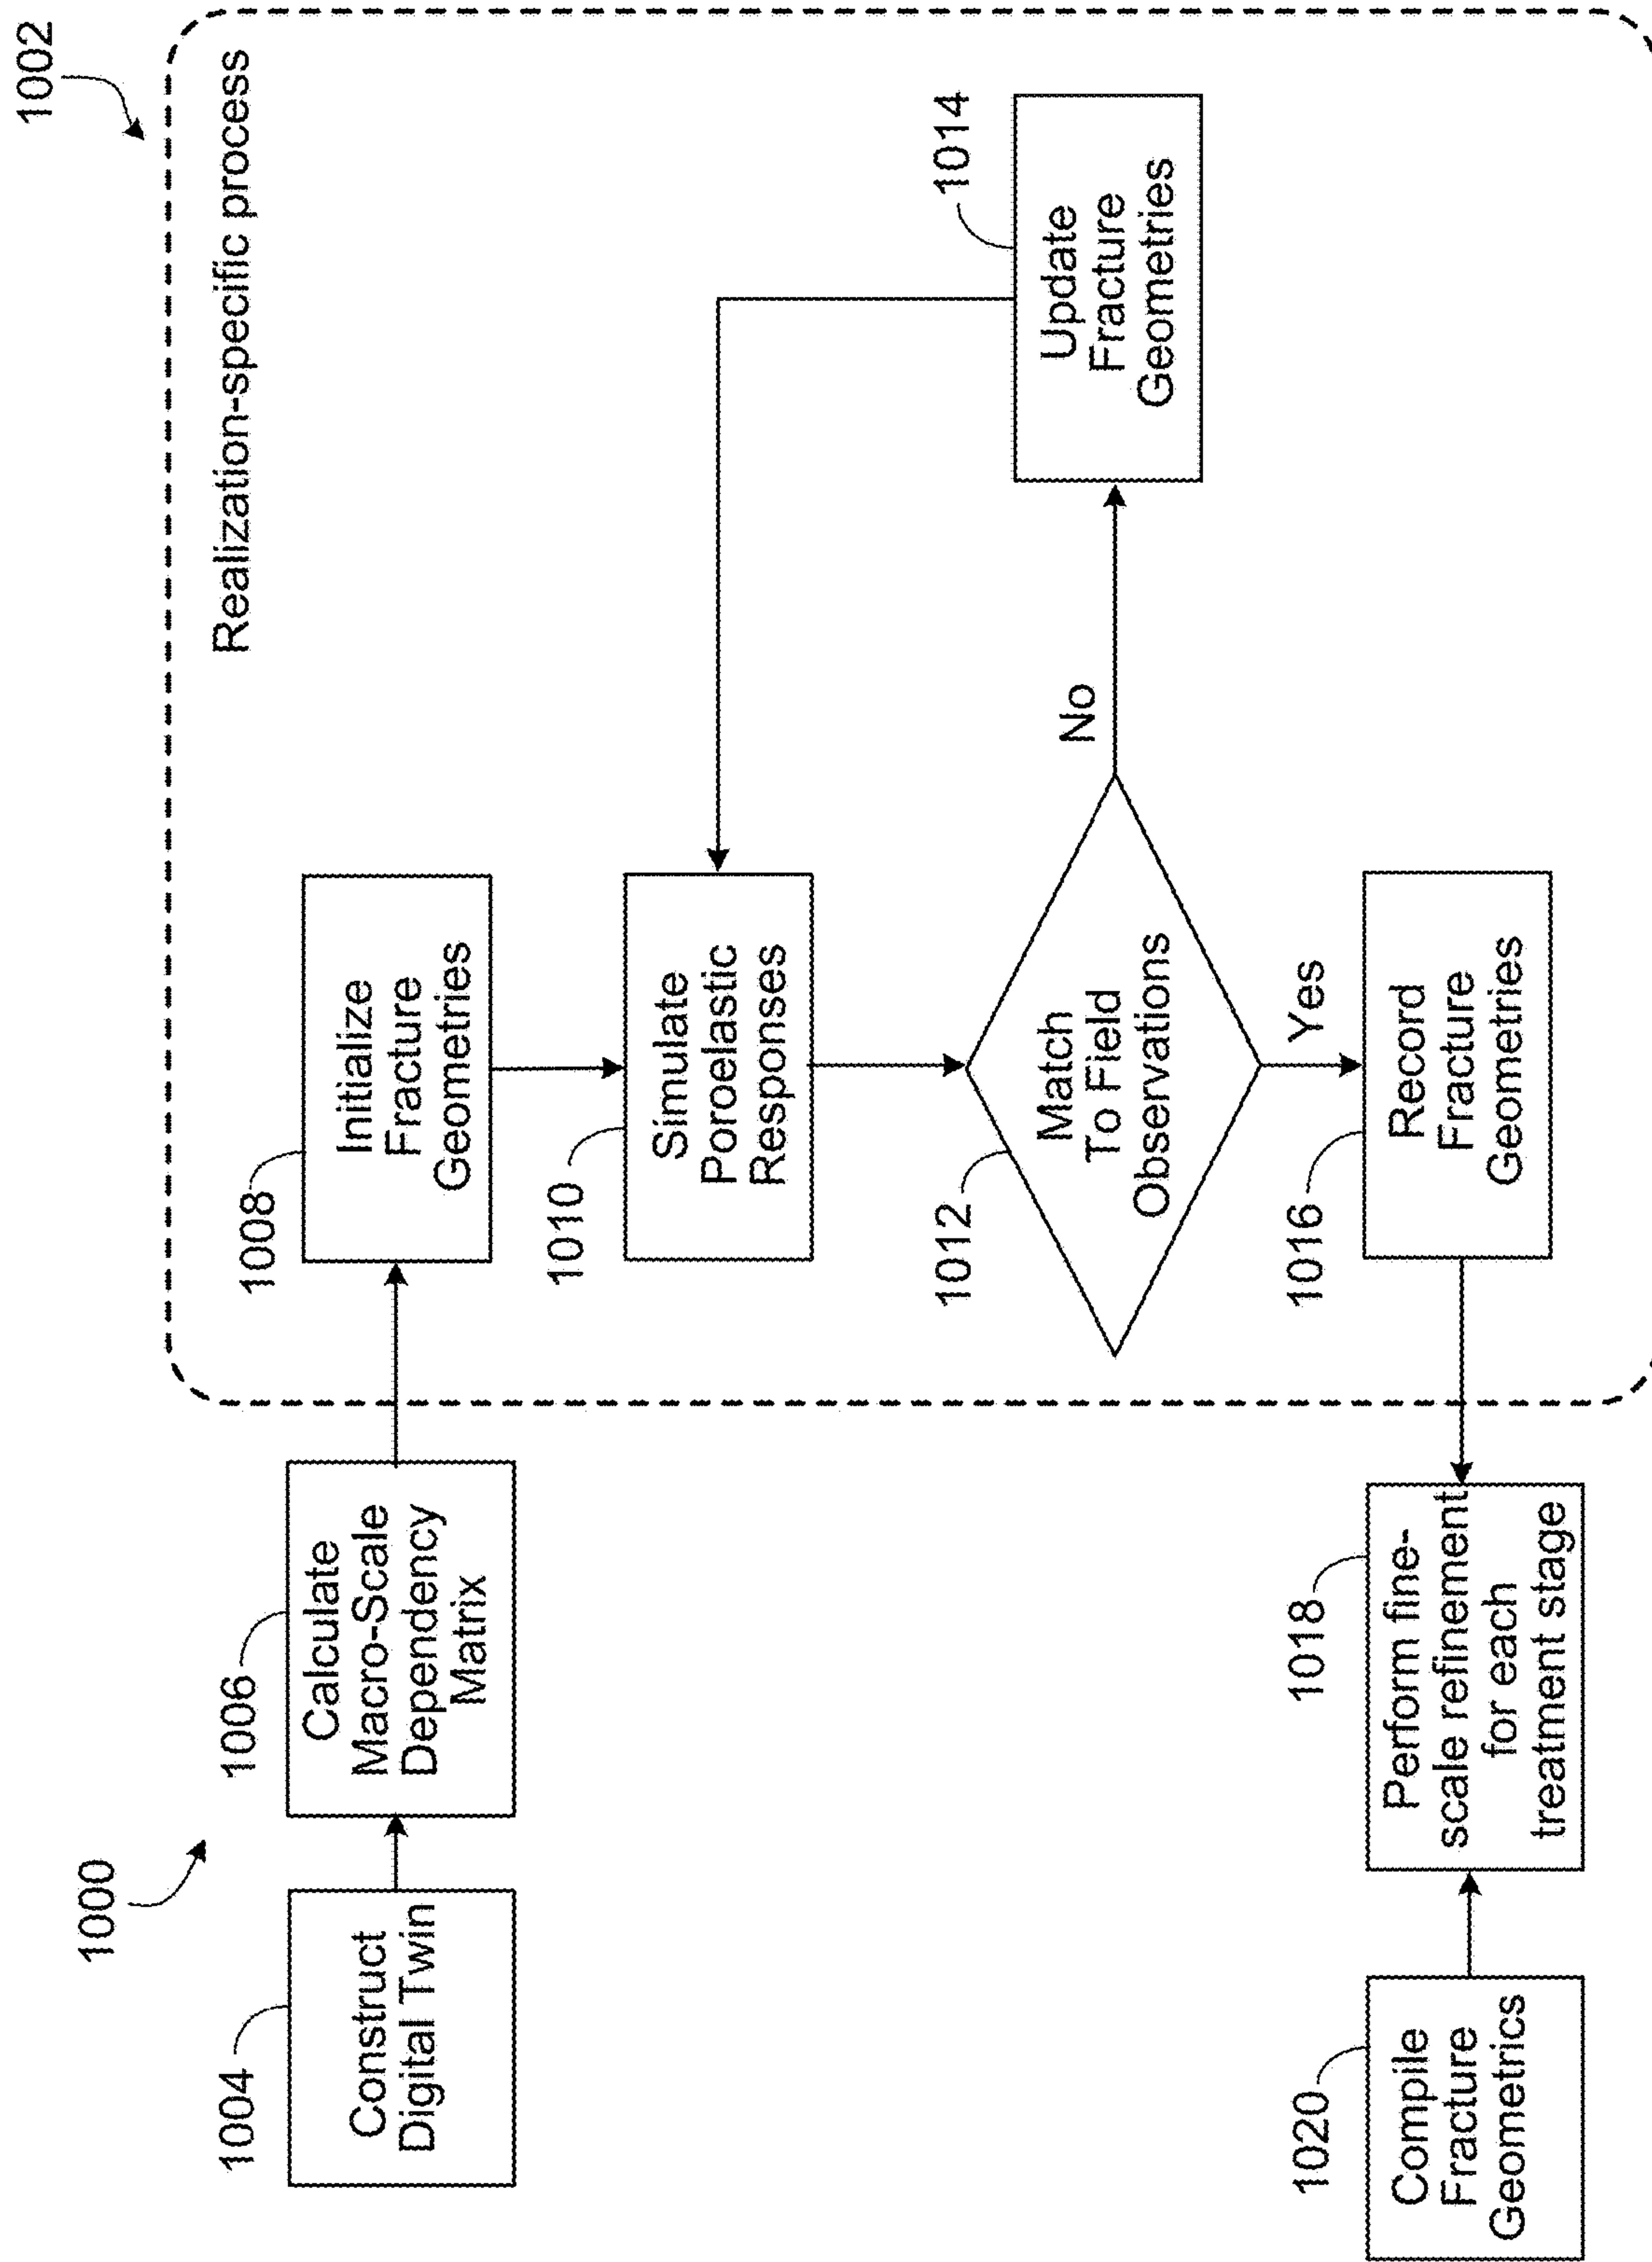 1002
Realization-specific process
1000
1004
Construct
Digital Twin
1006
Calculate
Macro-Scale
Dependency
Matrix
1008
Initialize
Fracture
Geometries
1010
Simulate
Poroelastic
Responses
1012
Match
To Field
Observations
No
1014
Update
Fracture
Geometries
Yes
1016
Record
Fracture
Geometries
1018
Perform fine-
scale refinement
for each
treatment stage
1020
Compile
Fracture
Geometrics